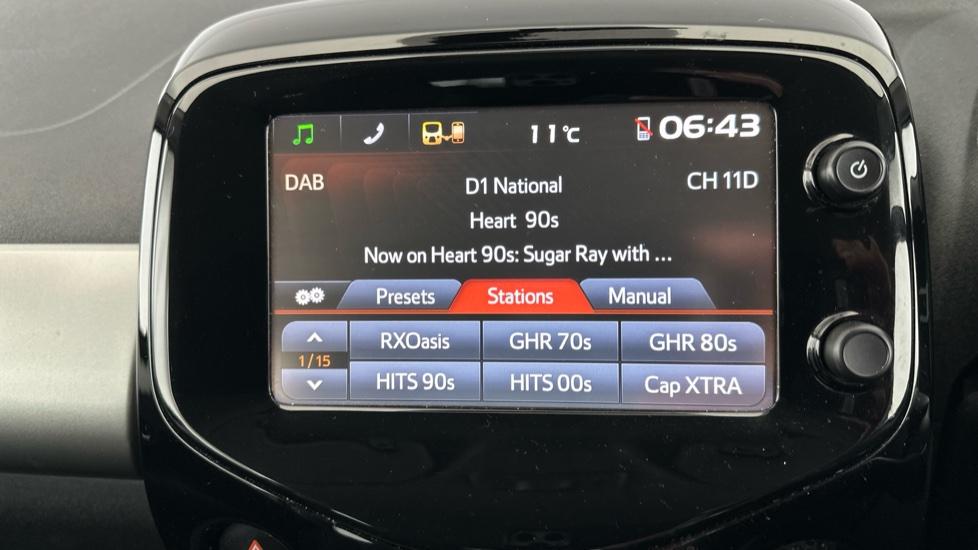 11°C 06:43
DAB D1 National CH 11D
Heart 90s
Now on Heart 90s: Sugar Ray with ...
Presets Stations Manual
1/15 RXOasis GHR 70s GHR 80s
HITS 90s HITS 00s Cap XTRA